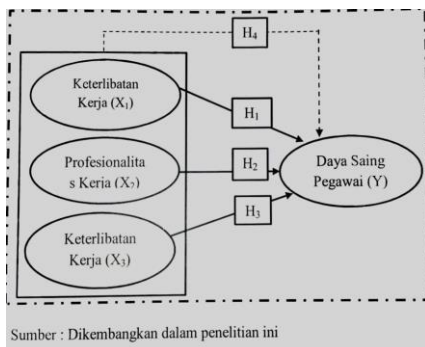 H4
Keterlibatan
Kerja (X1)
H1
Profesionalita
s Kerja (X2)
H2
Daya Saing
Pegawai (Y)
H3
Keterlibatan
Kerja (X3)
Sumber : Dikembangkan dalam penelitian ini